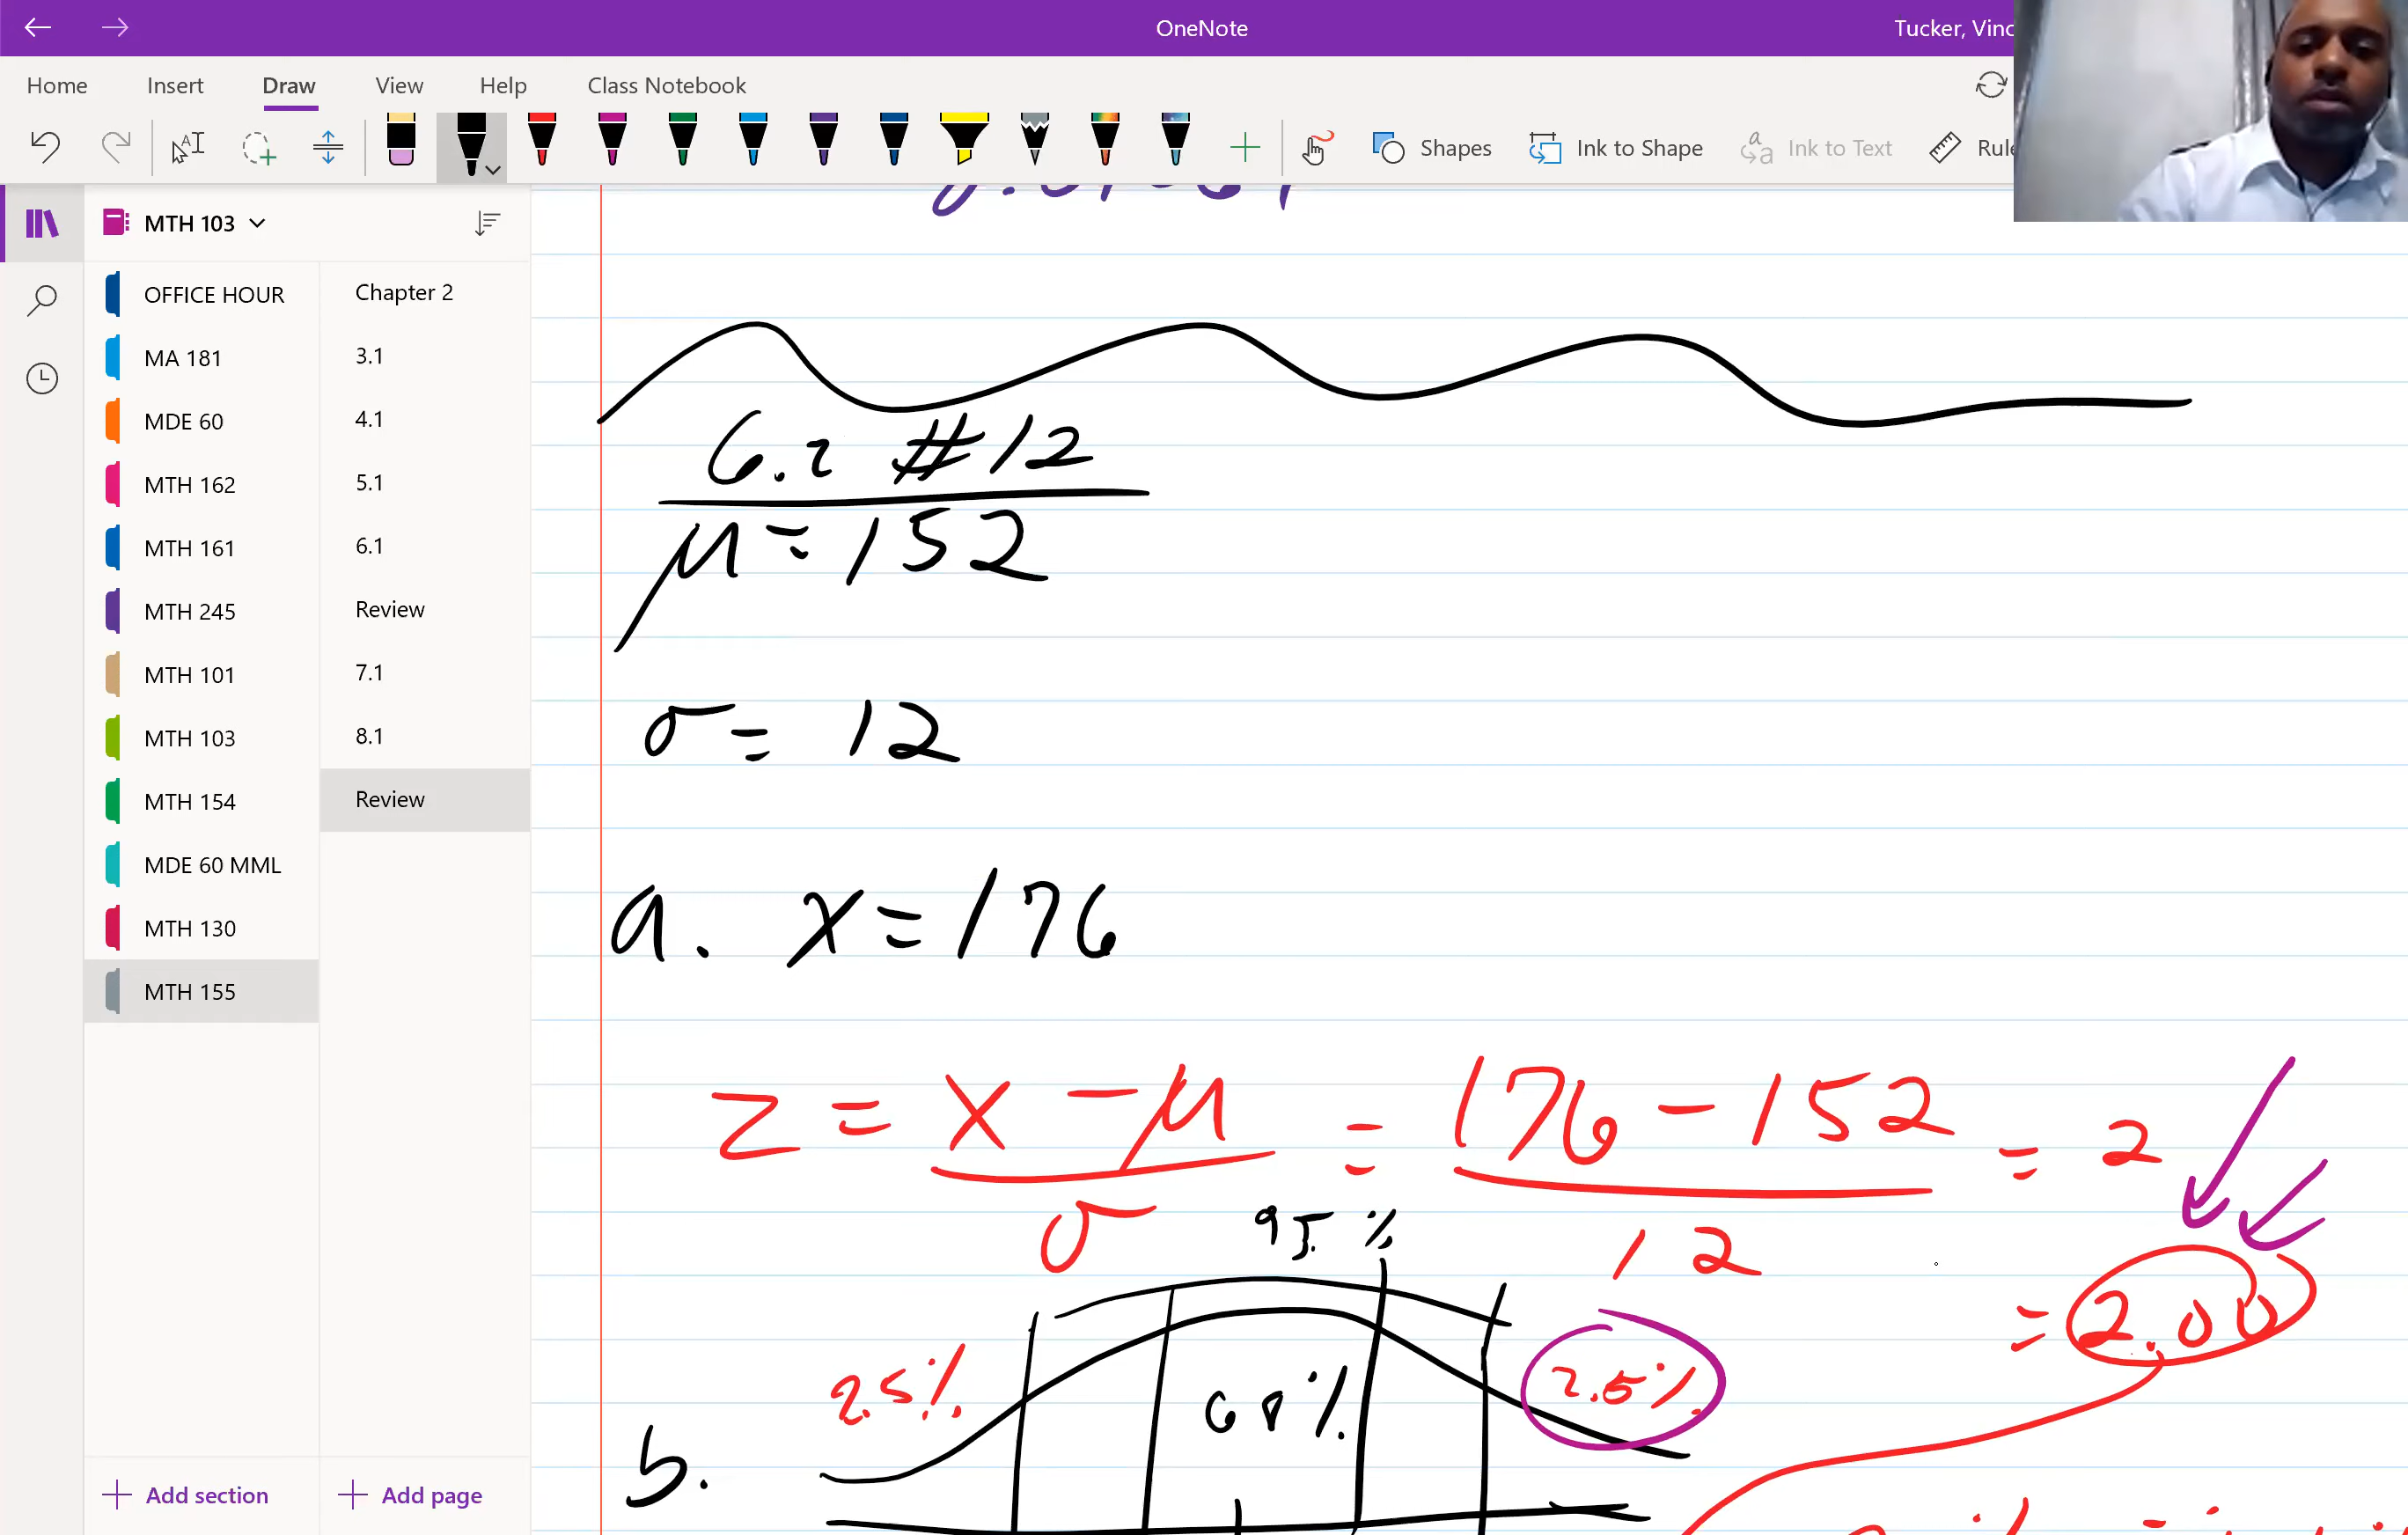 OneNote
Tucker, Vinc
Home Insert Draw View Help Class Notebook
Shapes Ink to Shape Ink to Text Rule
MTH 103
OFFICE HOUR
MA 181
MDE 60
MTH 162
MTH 161
MTH 245
MTH 101
MTH 103
MTH 154
MDE 60 MML
MTH 130
MTH 155
Add section
Chapter 2
3.1
4.1
5.1
6.1
Review
7.1
8.1
Review
Add page
6.2 #12
μ = 152
σ = 12
a. x = 176
z = x - μ / σ = 176 - 152 / 12 = 2
= 2.00
95%
2.5% 68% 2.5%
b.